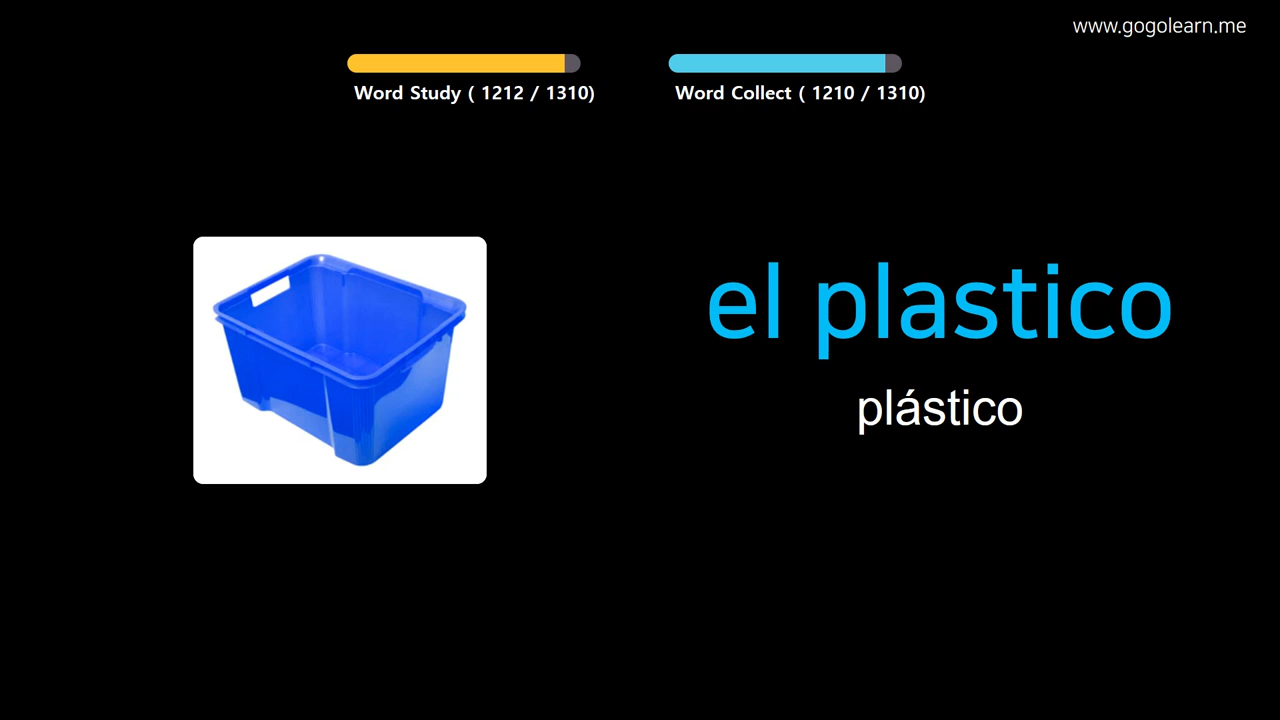 www.gogolearn.me
Word Study ( 1212 / 1310)
Word Collect ( 1210 / 1310)
el plastico
plástico